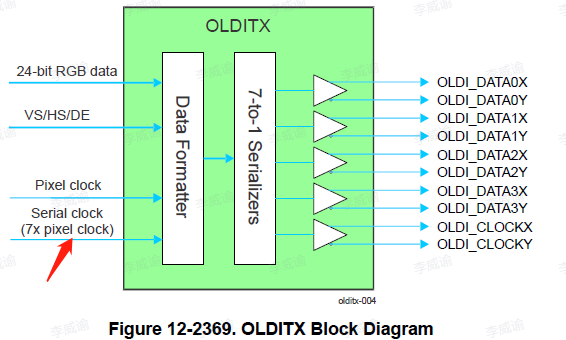 OLDITX
24-bit RGB data
VS/HS/DE
Pixel clock
Serial clock
(7x pixel clock)
Data Formatter
7-to-1 Serializers
OLDI_DATA0X
OLDI_DATA0Y
OLDI_DATA1X
OLDI_DATA1Y
OLDI_DATA2X
OLDI_DATA2Y
OLDI_DATA3X
OLDI_DATA3Y
OLDI_CLOCKX
OLDI_CLOCKY
olditx-004
Figure 12-2369. OLDITX Block Diagram